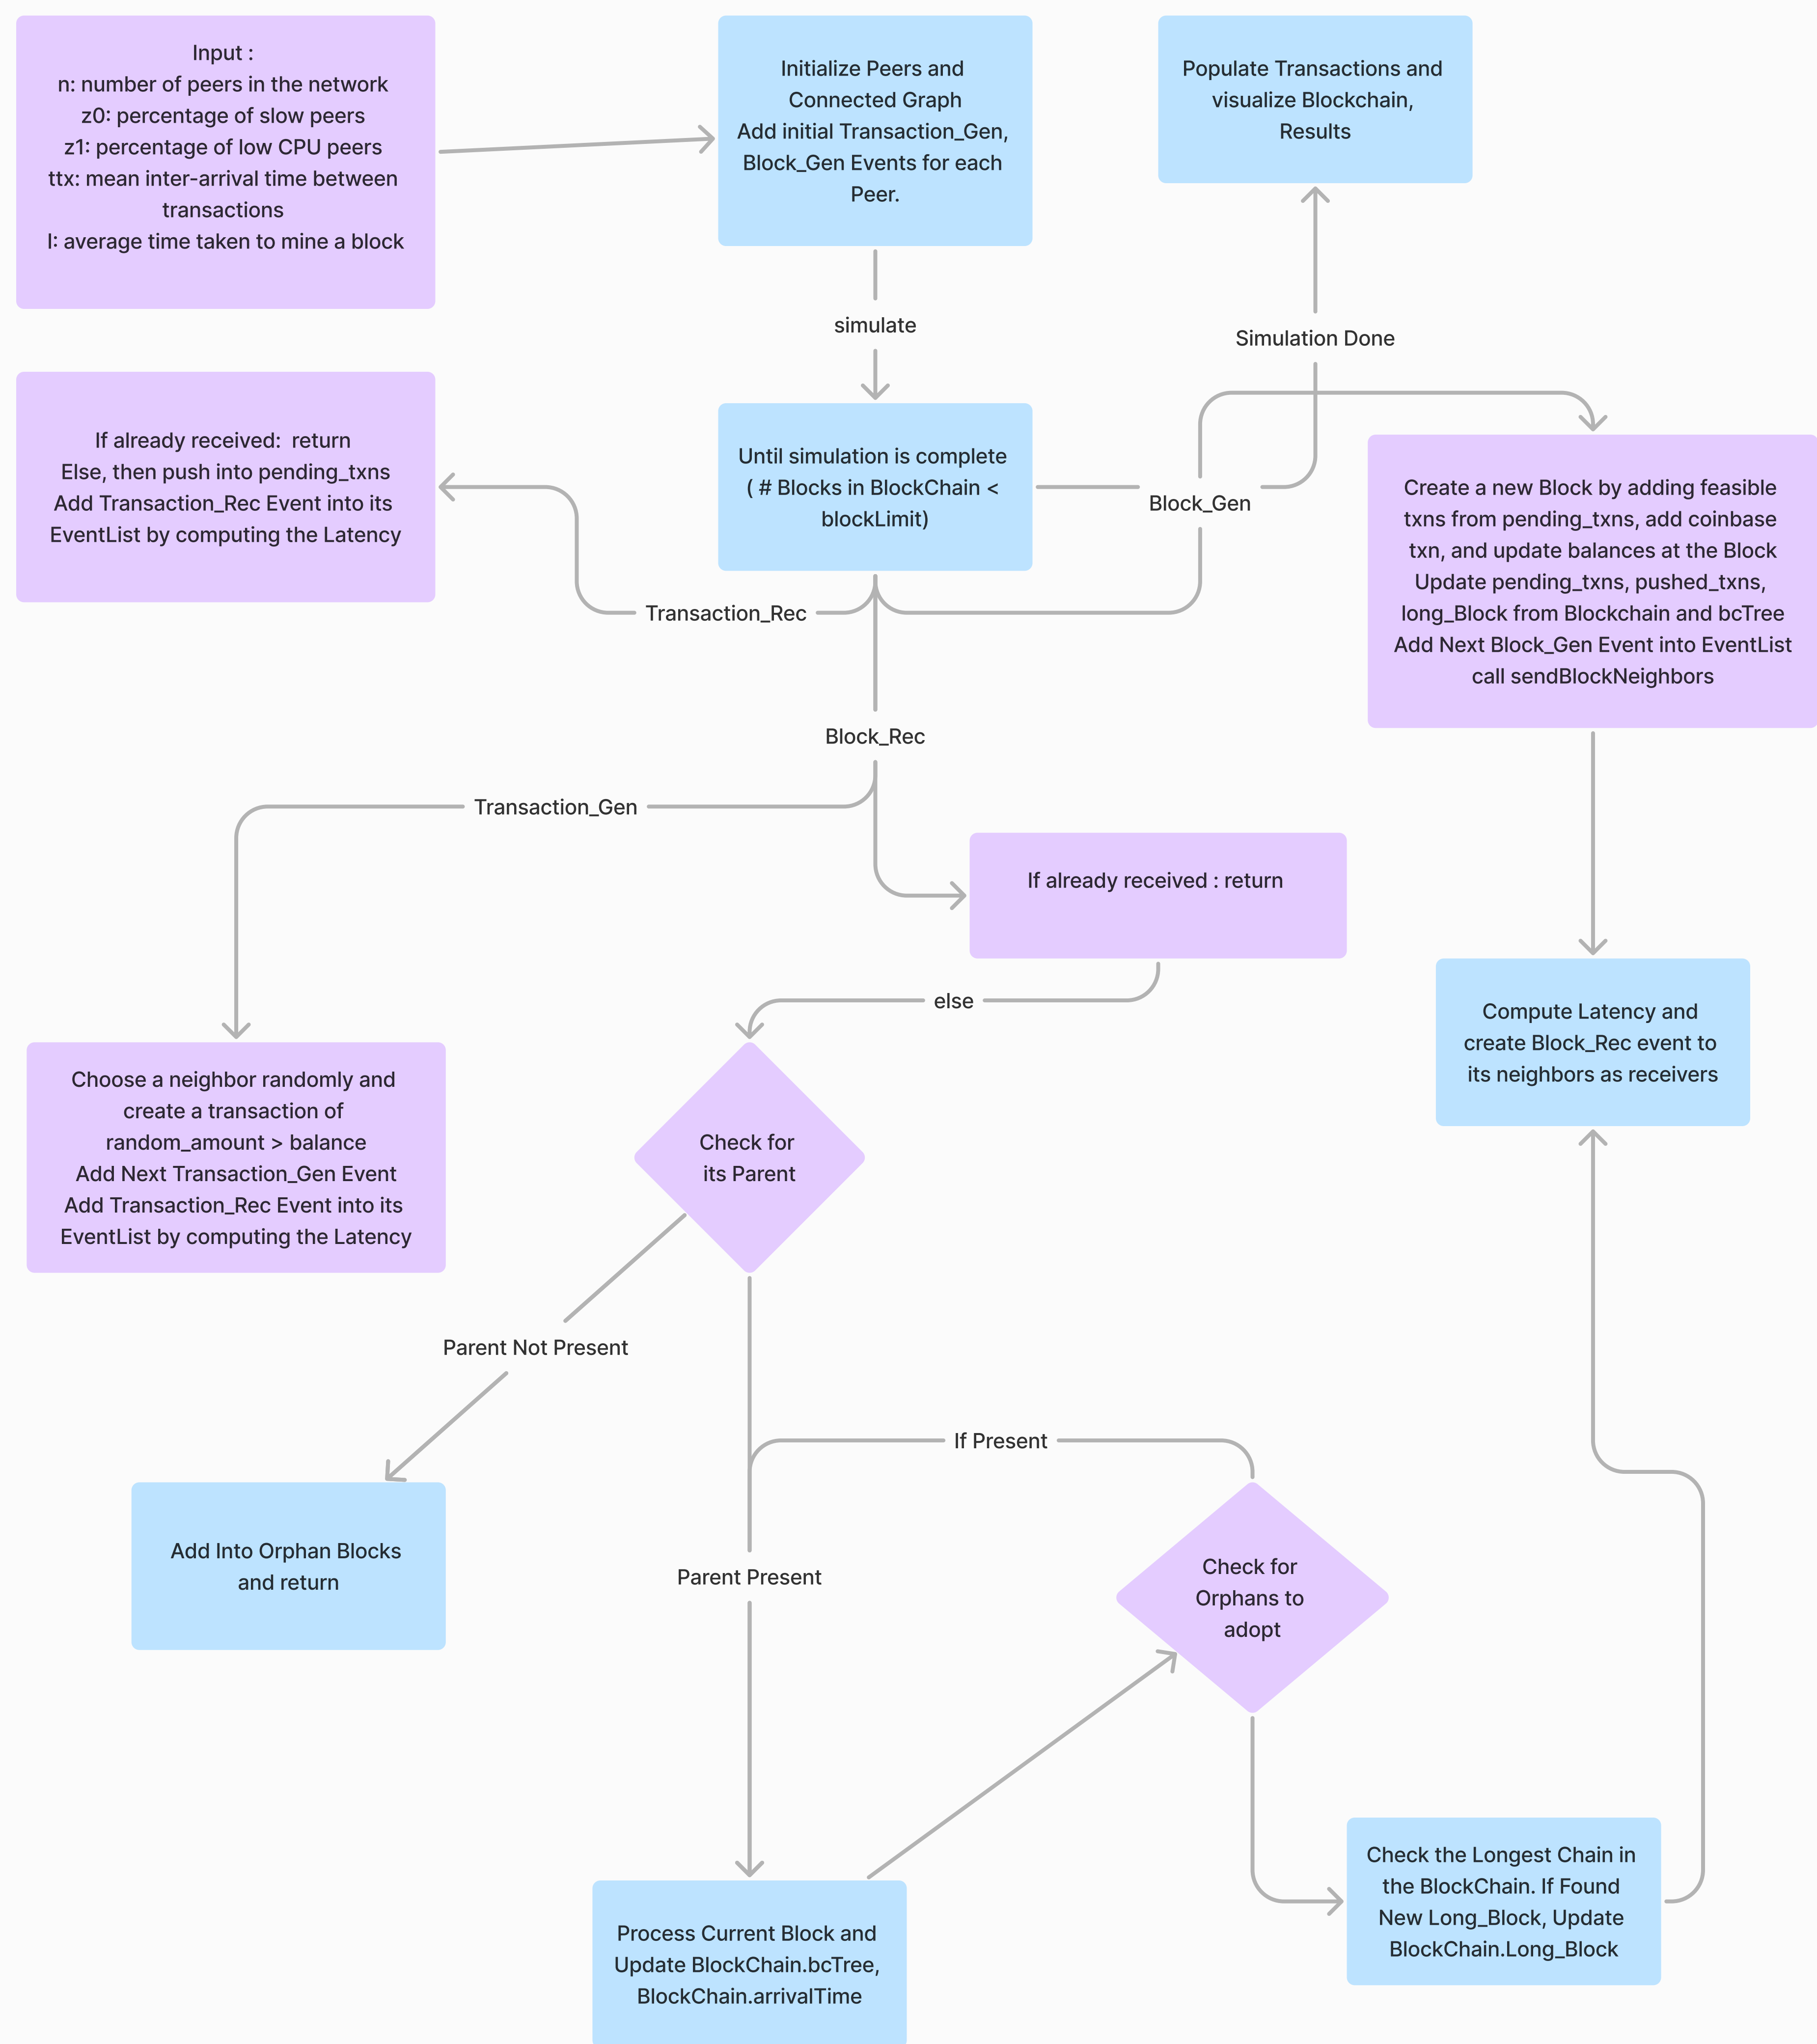 Input :
n: number of peers in the network
z0: percentage of slow peers
z1: percentage of low CPU peers
ttx: mean inter-arrival time between
transactions
I: average time taken to mine a block
Initialize Peers and
Connected Graph
Add initial Transaction_Gen,
Block_Gen Events for each
Peer.
Populate Transactions and
visualize Blockchain,
Results
simulate
Simulation Done
If already received:  return
Else, then push into pending_txns
Add Transaction_Rec Event into its
EventList by computing the Latency
Until simulation is complete
( # Blocks in BlockChain <
blockLimit)
Block_Gen
Create a new Block by adding feasible
txns from pending_txns, add coinbase
txn, and update balances at the Block
Update pending_txns, pushed_txns,
long_Block from Blockchain and bcTree
Add Next Block_Gen Event into EventList
call sendBlockNeighbors
Transaction_Rec
Block_Rec
Transaction_Gen
If already received : return
else
Compute Latency and
create Block_Rec event to
its neighbors as receivers
Choose a neighbor randomly and
create a transaction of
random_amount > balance
Add Next Transaction_Gen Event
Add Transaction_Rec Event into its
EventList by computing the Latency
Check for
its Parent
Parent Not Present
If Present
Add Into Orphan Blocks
and return
Parent Present
Check for
Orphans to
adopt
Process Current Block and
Update BlockChain.bcTree,
BlockChain.arrivalTime
Check the Longest Chain in
the BlockChain. If Found
New Long_Block, Update
BlockChain.Long_Block